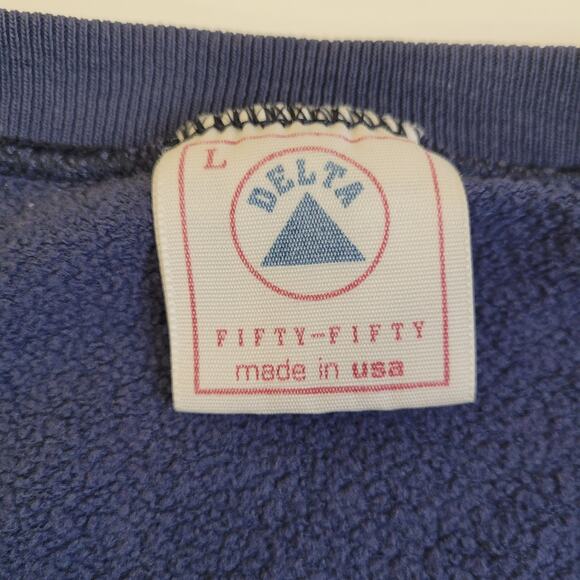 L
DELTA
FIFTY-FIFTY
made in usa